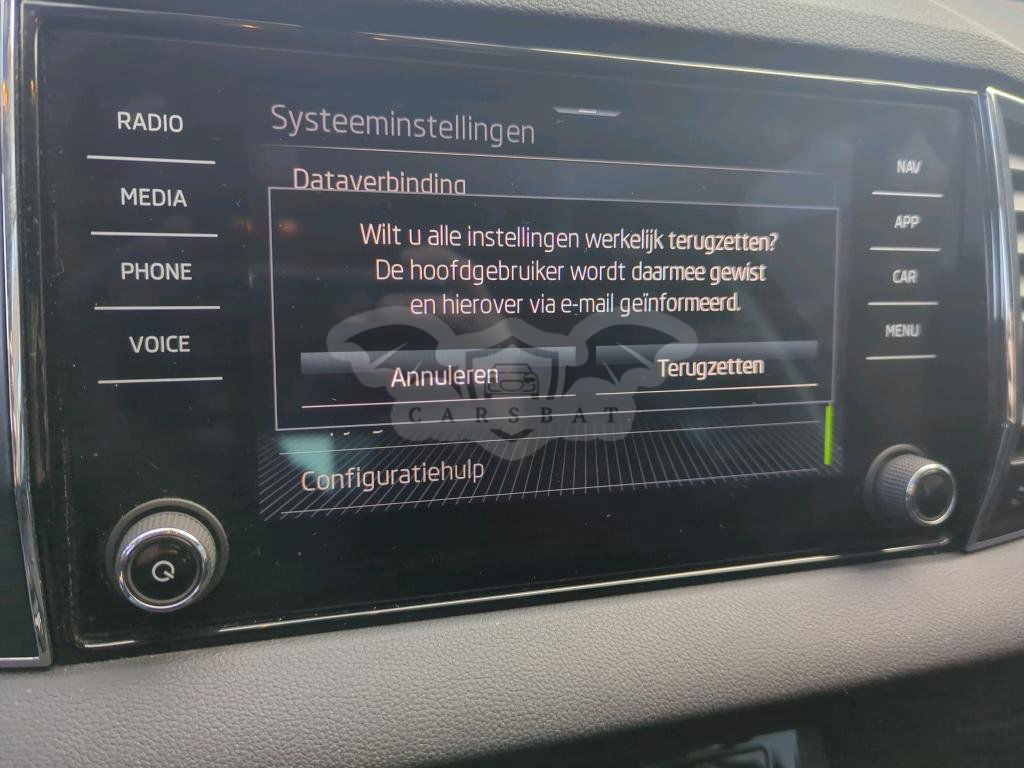 RADIO
MEDIA
PHONE
VOICE
Systeeminstellingen
Dataverbinding
Wilt u alle instellingen werkelijk terugzetten?
De hoofdgebruiker wordt daarmee gewist
en hierover via e-mail geïnformeerd.
Annuleren
Terugzetten
CARSBAT
Configuratiehulp
NAV
APP
CAR
MENU